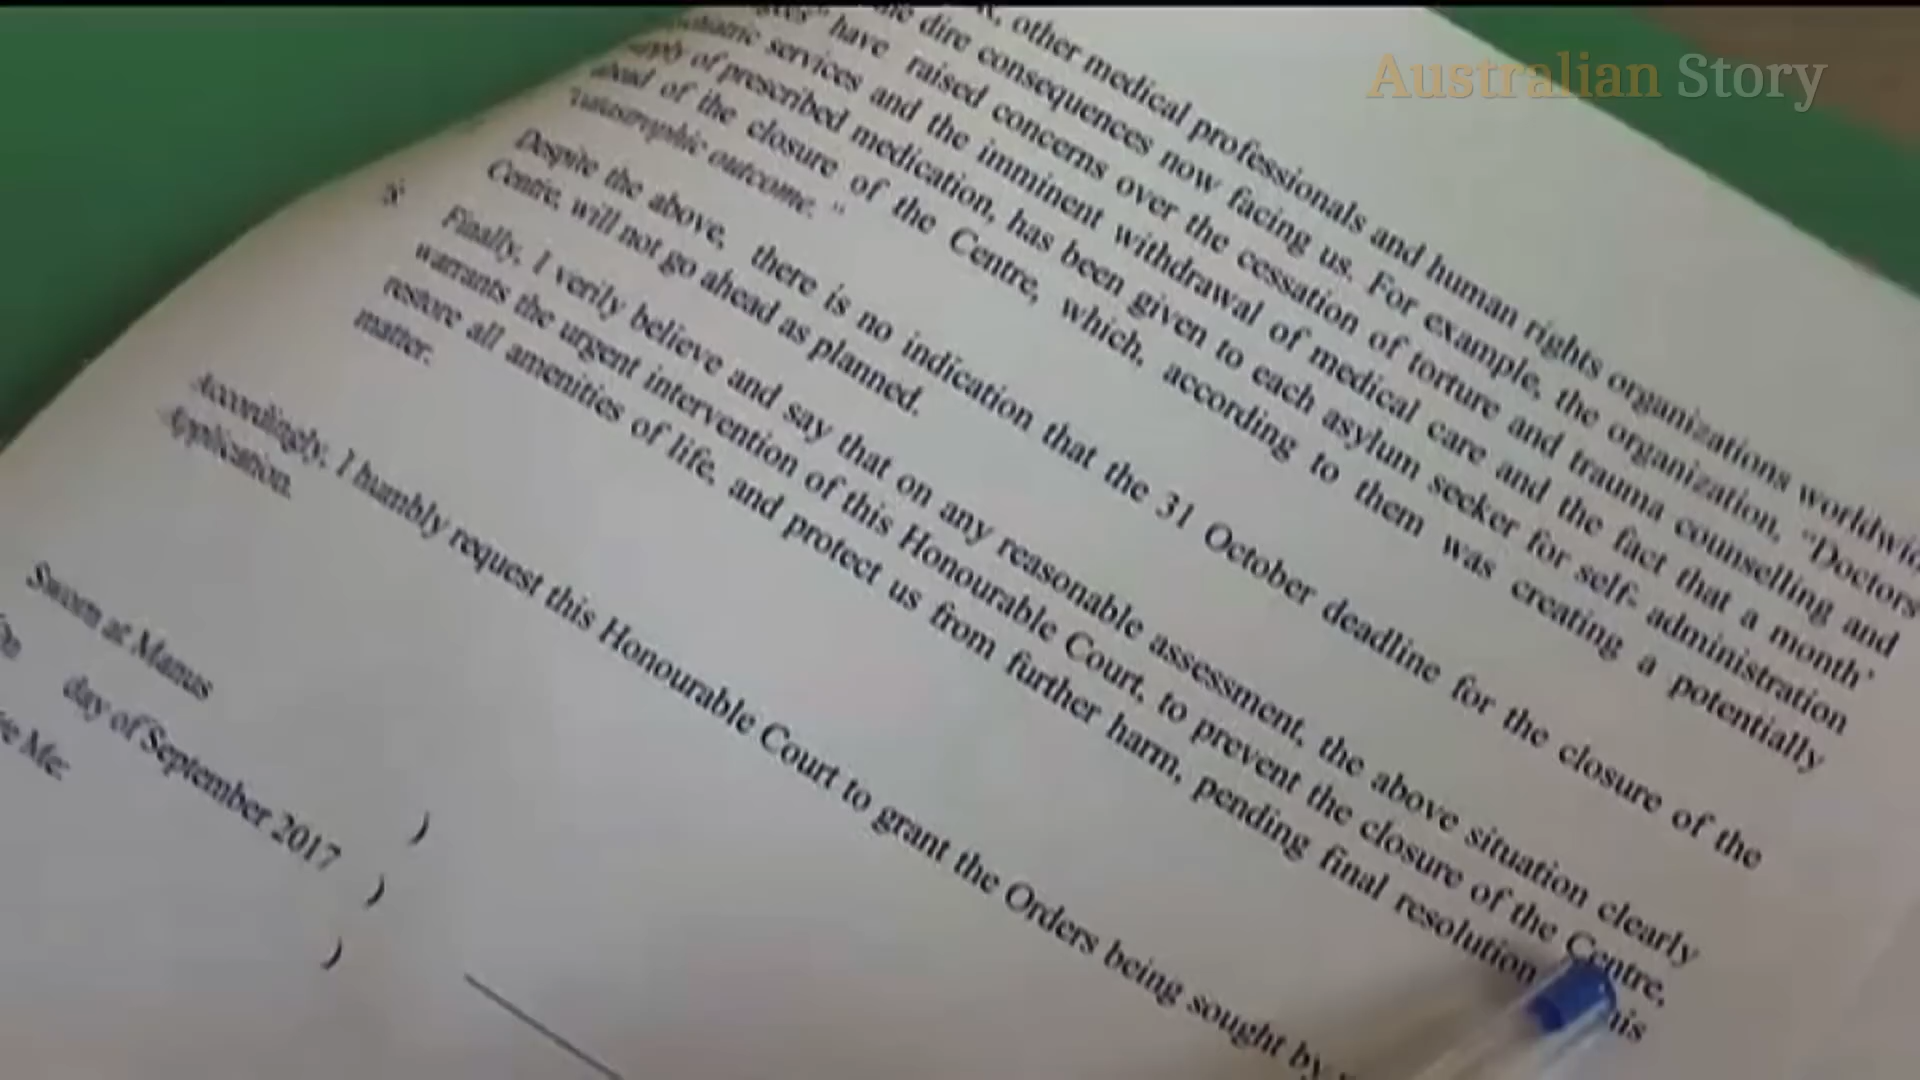 Australian Story
other medical professionals and human rights organizations
dire consequences now facing us. For example, the organization, "Doctors
have raised concerns over the cessation of torture and trauma counselling and
services and the imminent withdrawal of medical care and the fact that a month'
of prescribed medication, has been given to each asylum seeker for self- administration
of the closure of the Centre, which, according to them was creating a potentially
catastrophic outcome. "
Despite the above, there is no indication that the 31 October deadline for the closure of the
Centre, will not go ahead as planned.
Finally, I verily believe and say that on any reasonable assessment, the above situation clearly
warrants the urgent intervention of this Honourable Court, to prevent the closure of the Centre,
restore all amenities of life, and protect us from further harm, pending final resolution
matter.
Accordingly, I humbly request this Honourable Court to grant the Orders being sought by
Application.
Sworn at Manus )
day of September 2017 )
Me: )